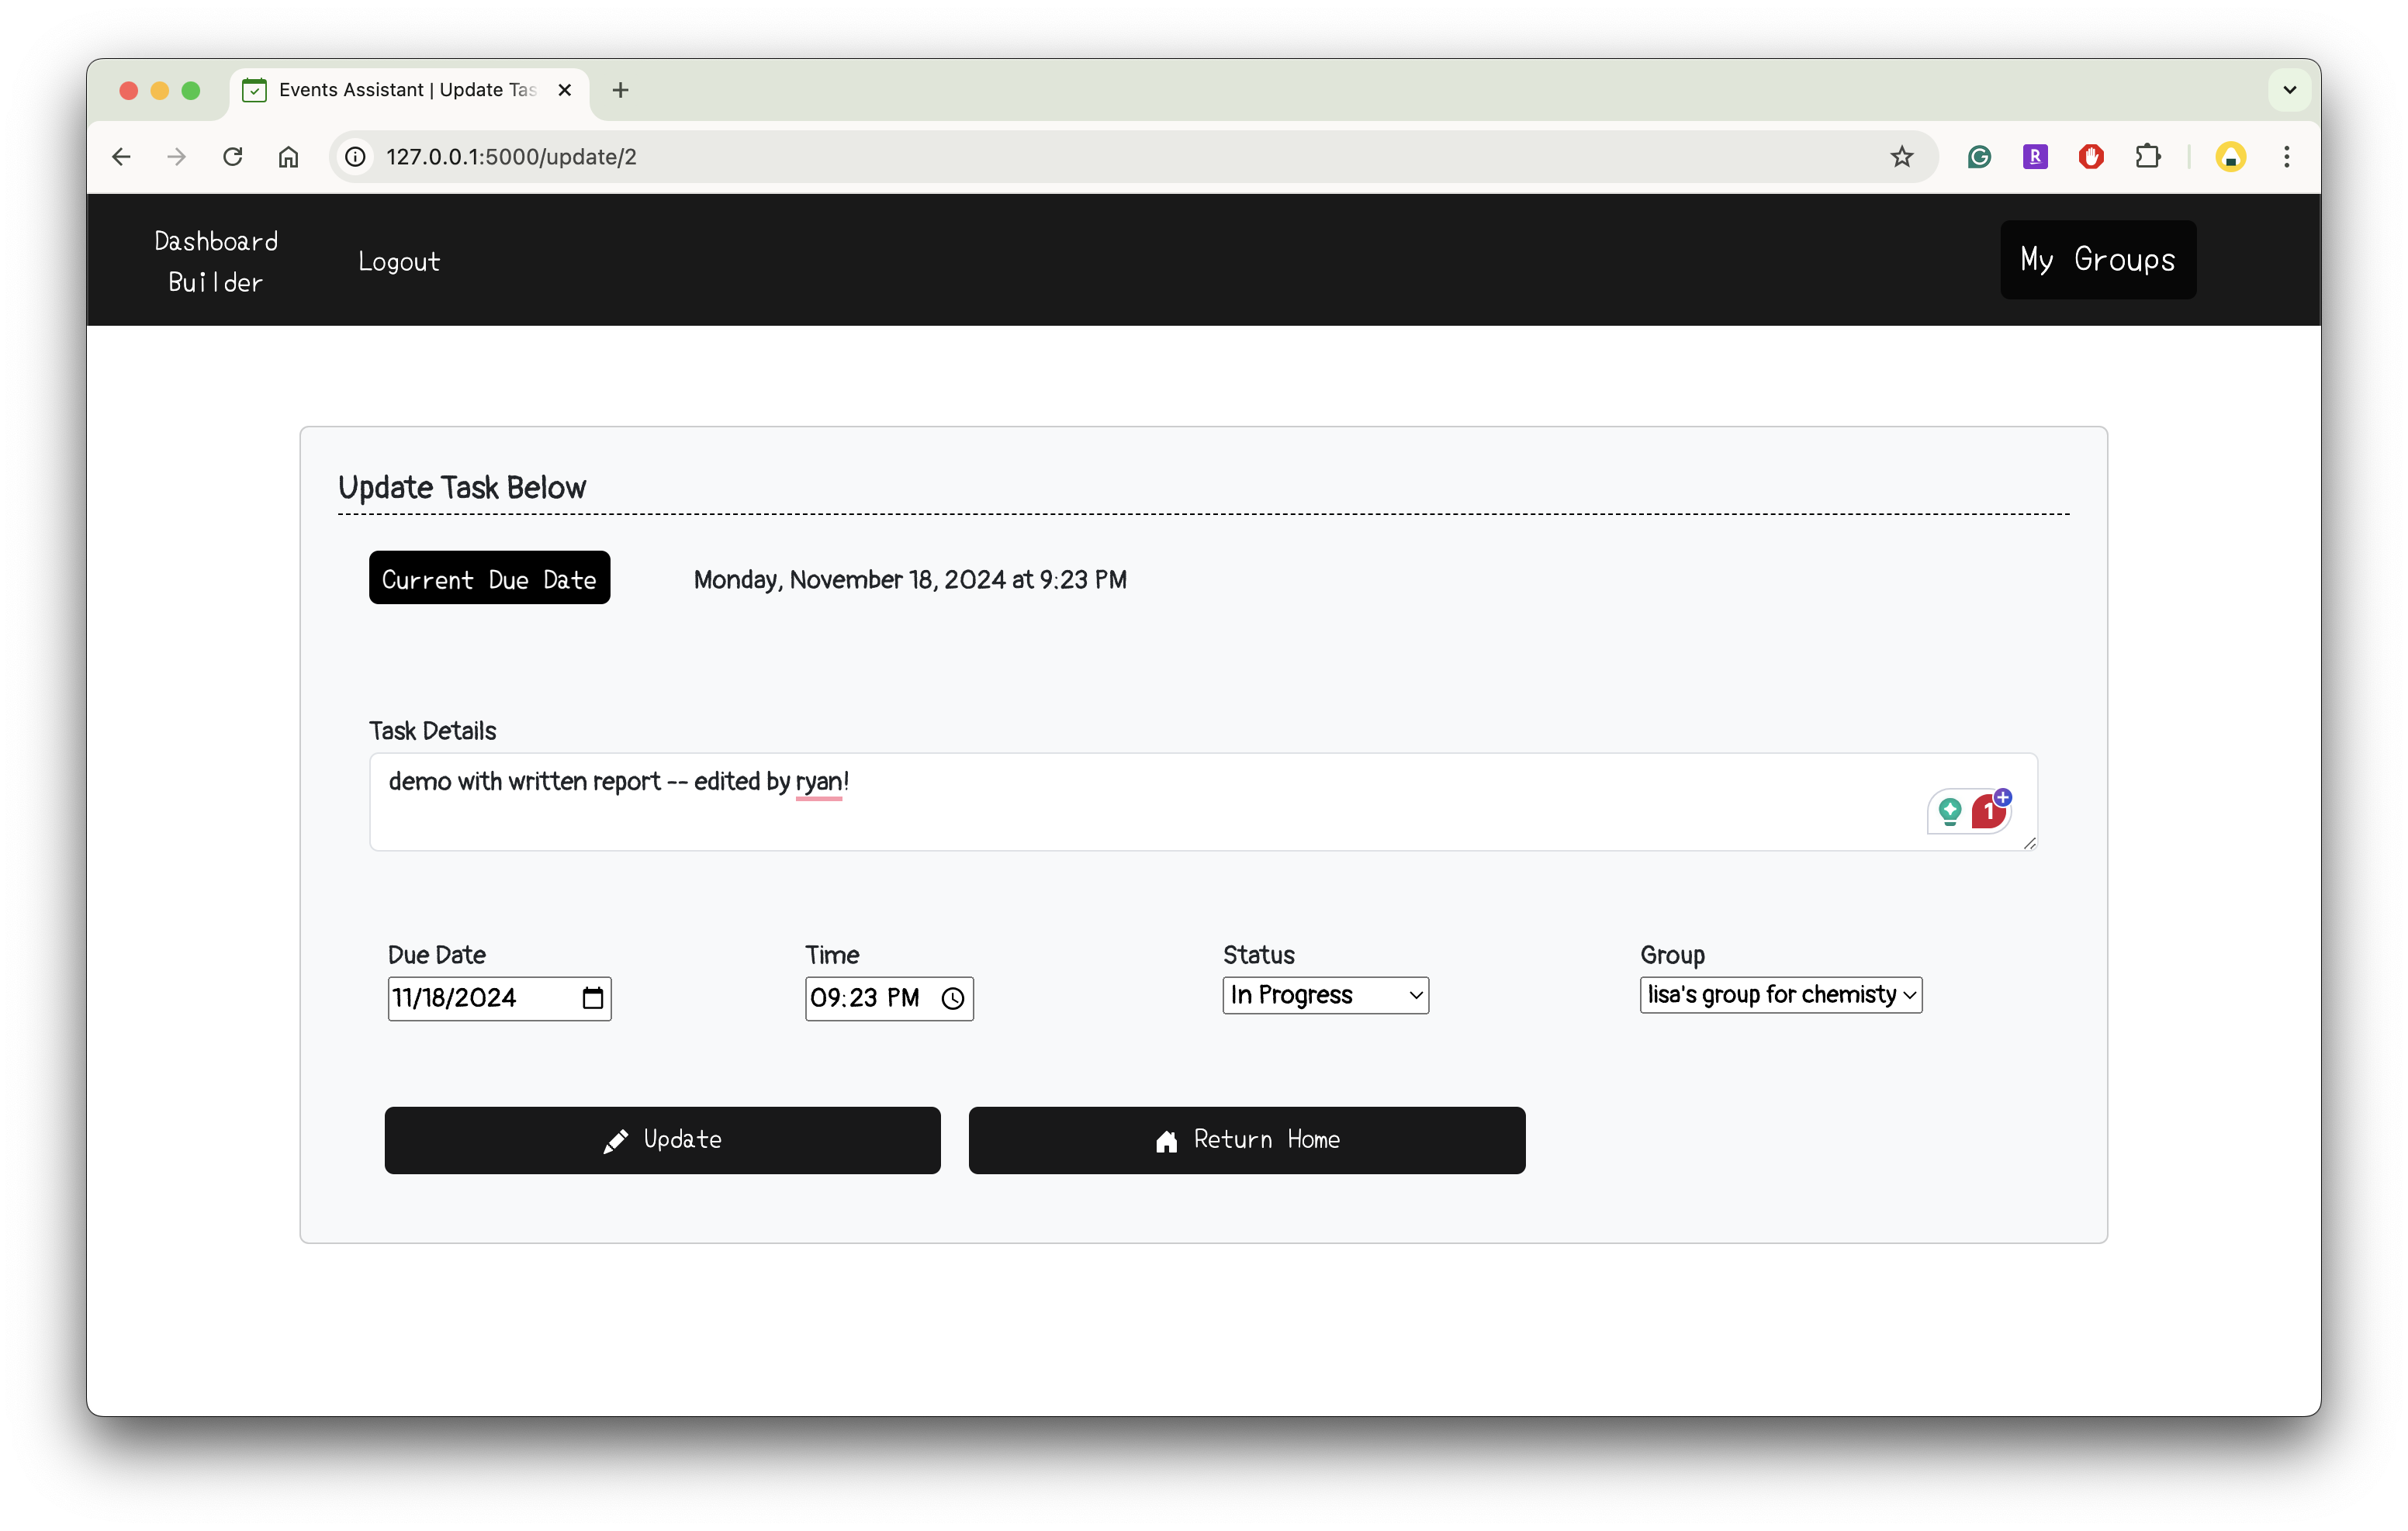 Events Assistant | Update Tas
127.0.0.1:5000/update/2
Dashboard
Builder
Logout
My Groups
Update Task Below
Current Due Date
Monday, November 18, 2024 at 9:23 PM
Task Details
demo with written report -- edited by ryan!
1
Due Date
Time
Status
Group
11/18/2024
09:23 PM
In Progress
lisa's group for chemisty
Update
Return Home